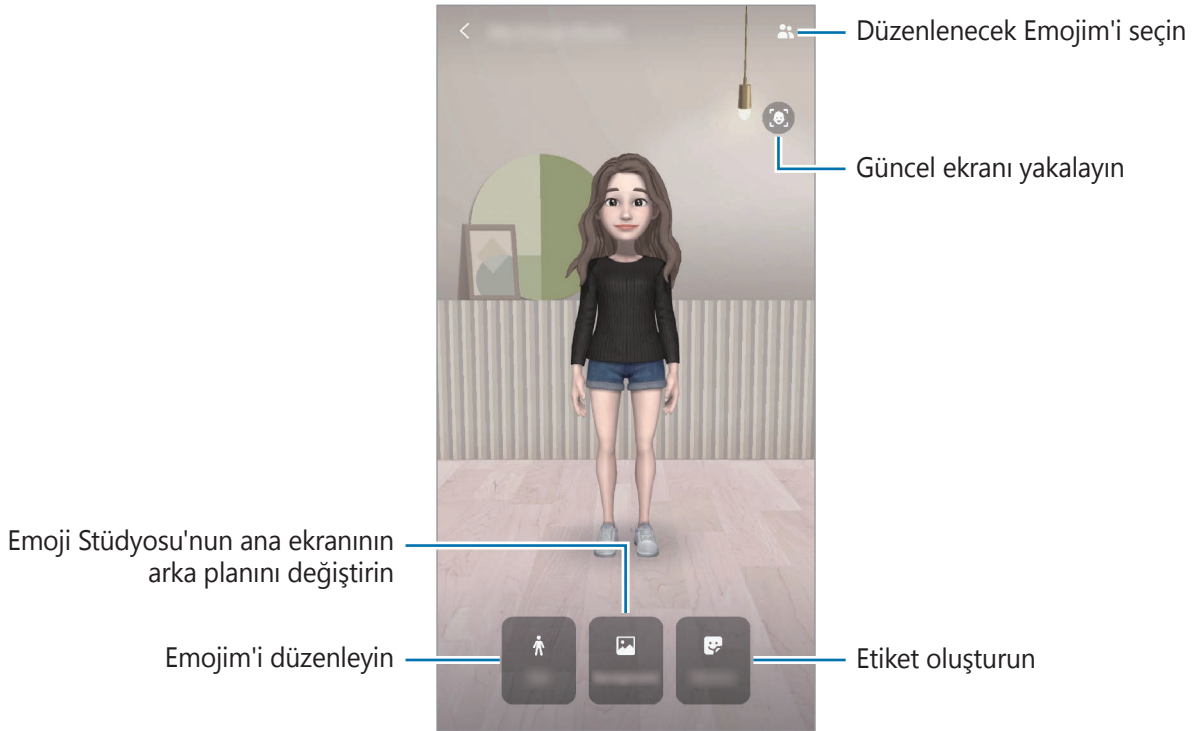 Düzenlenecek Emojim'i seçin
Güncel ekranı yakalayın
Emoji Stüdyosu'nun ana ekranının
arka planını değiştirin
Emojim'i düzenleyin
Etiket oluşturun